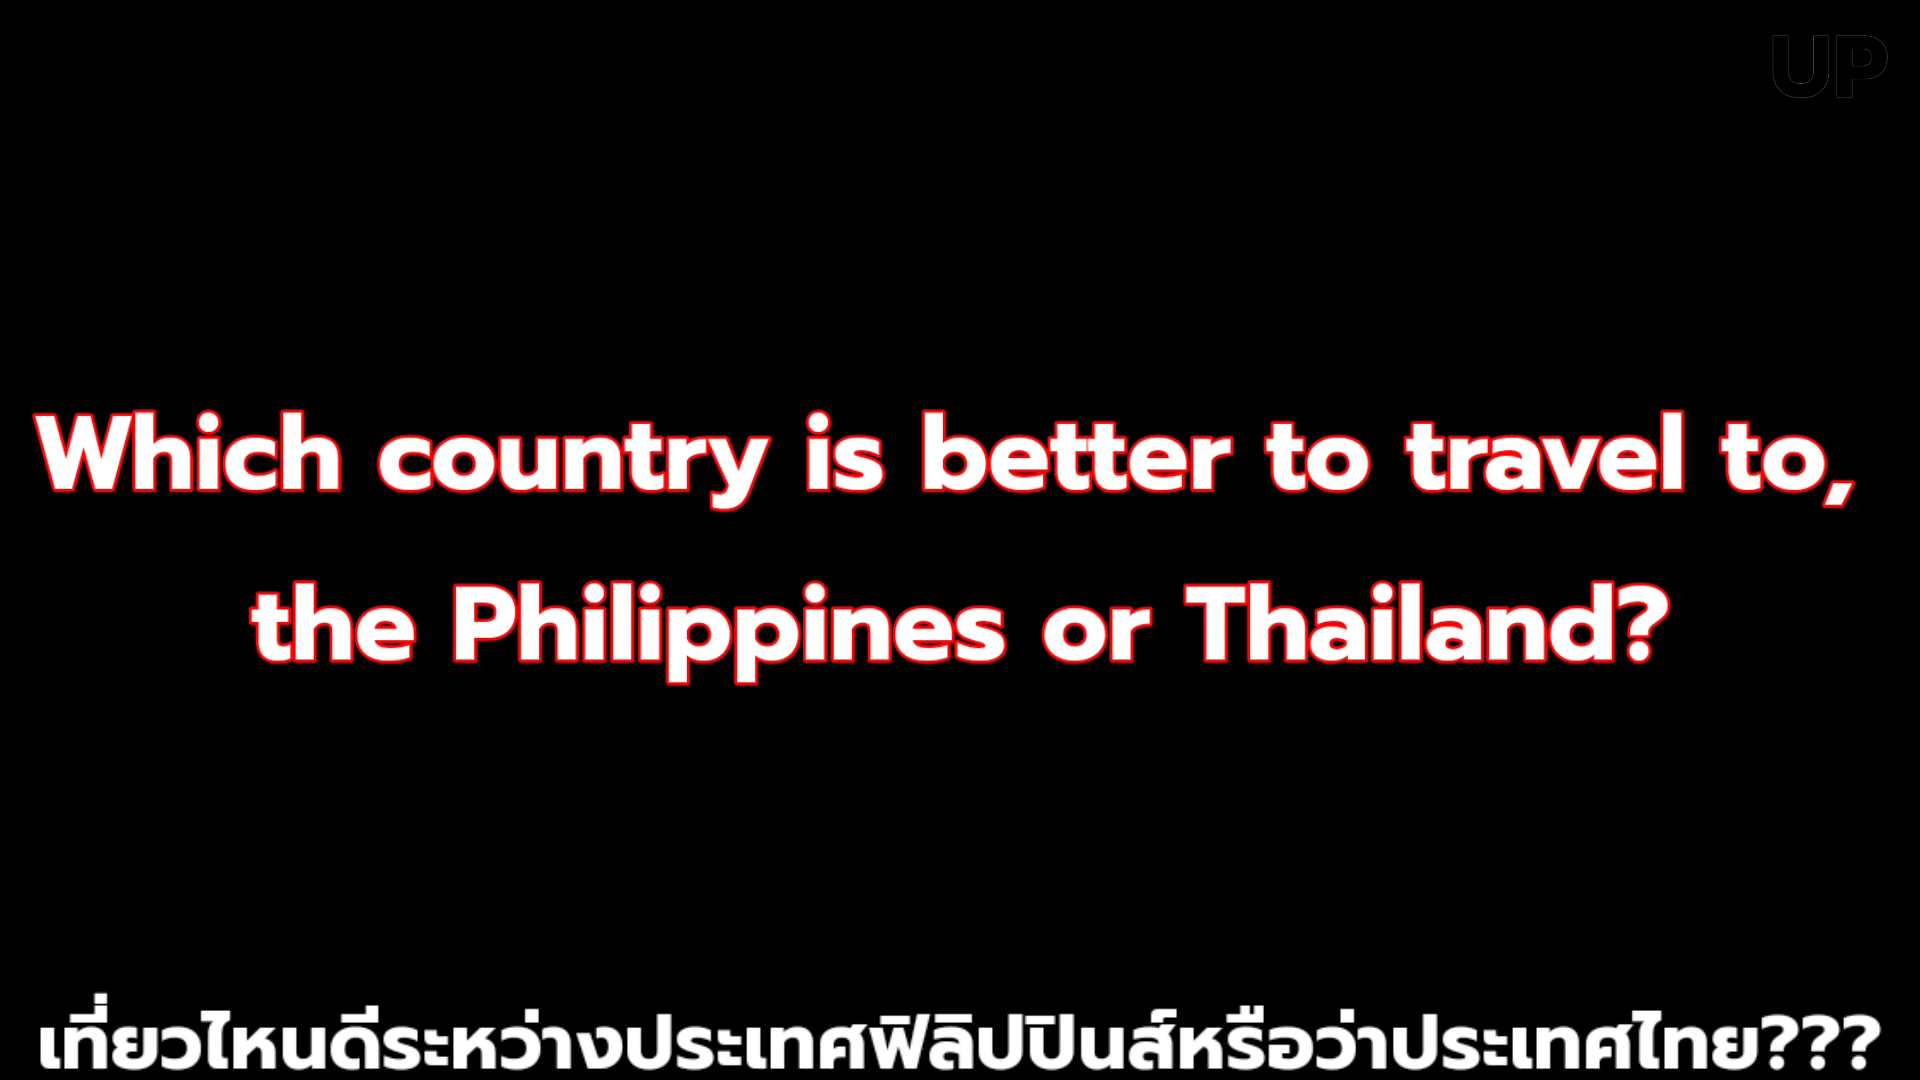 UP
Which country is better to travel to,
the Philippines or Thailand?
เที่ยวไหนดีระหว่างประเทศฟิลิปปินส์หรือว่าประเทศไทย???